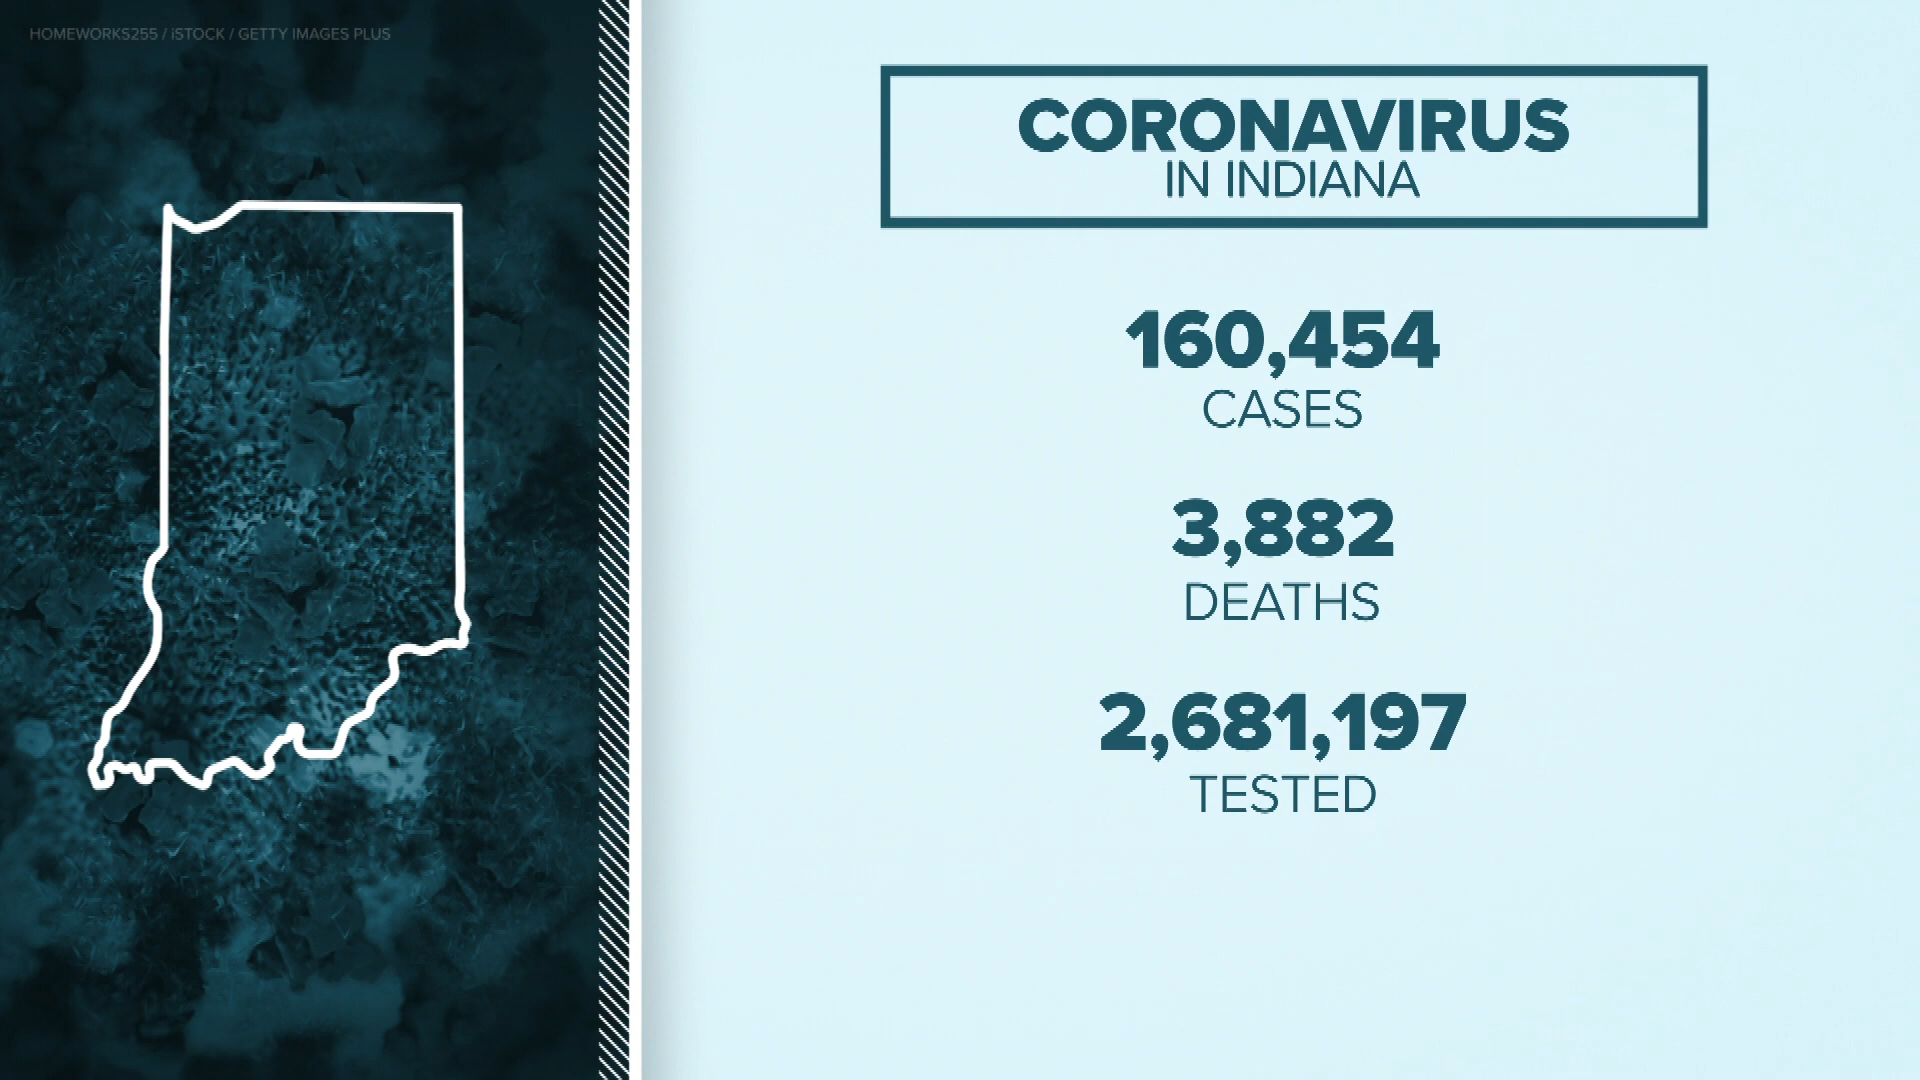 HOMEWORKS255 / iSTOCK / GETTY IMAGES PLUS
CORONAVIRUS
IN INDIANA
160,454
CASES
3,882
DEATHS
2,681,197
TESTED